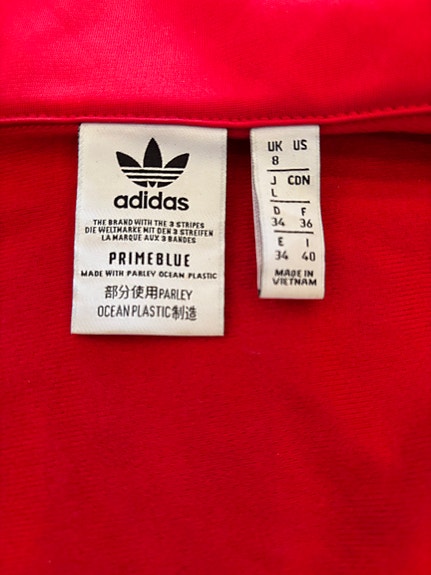 adidas
THE BRAND WITH THE 3 STRIPES
DIE WELTMARKE MIT DEN 3 STREIFEN
LA MARQUE AUX 3 BANDES
PRIMEBLUE
MADE WITH PARLEY OCEAN PLASTIC
部分使用PARLEY
OCEAN PLASTIC制造
UK US
8
J CDN
L
D F
34 36
E I
34 40
MADE IN
VIETNAM